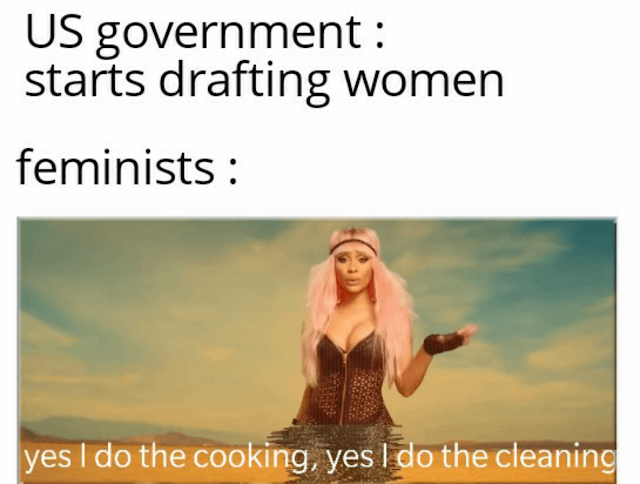 US government :
starts drafting women
feminists :
yes I do the cooking, yes I do the cleaning